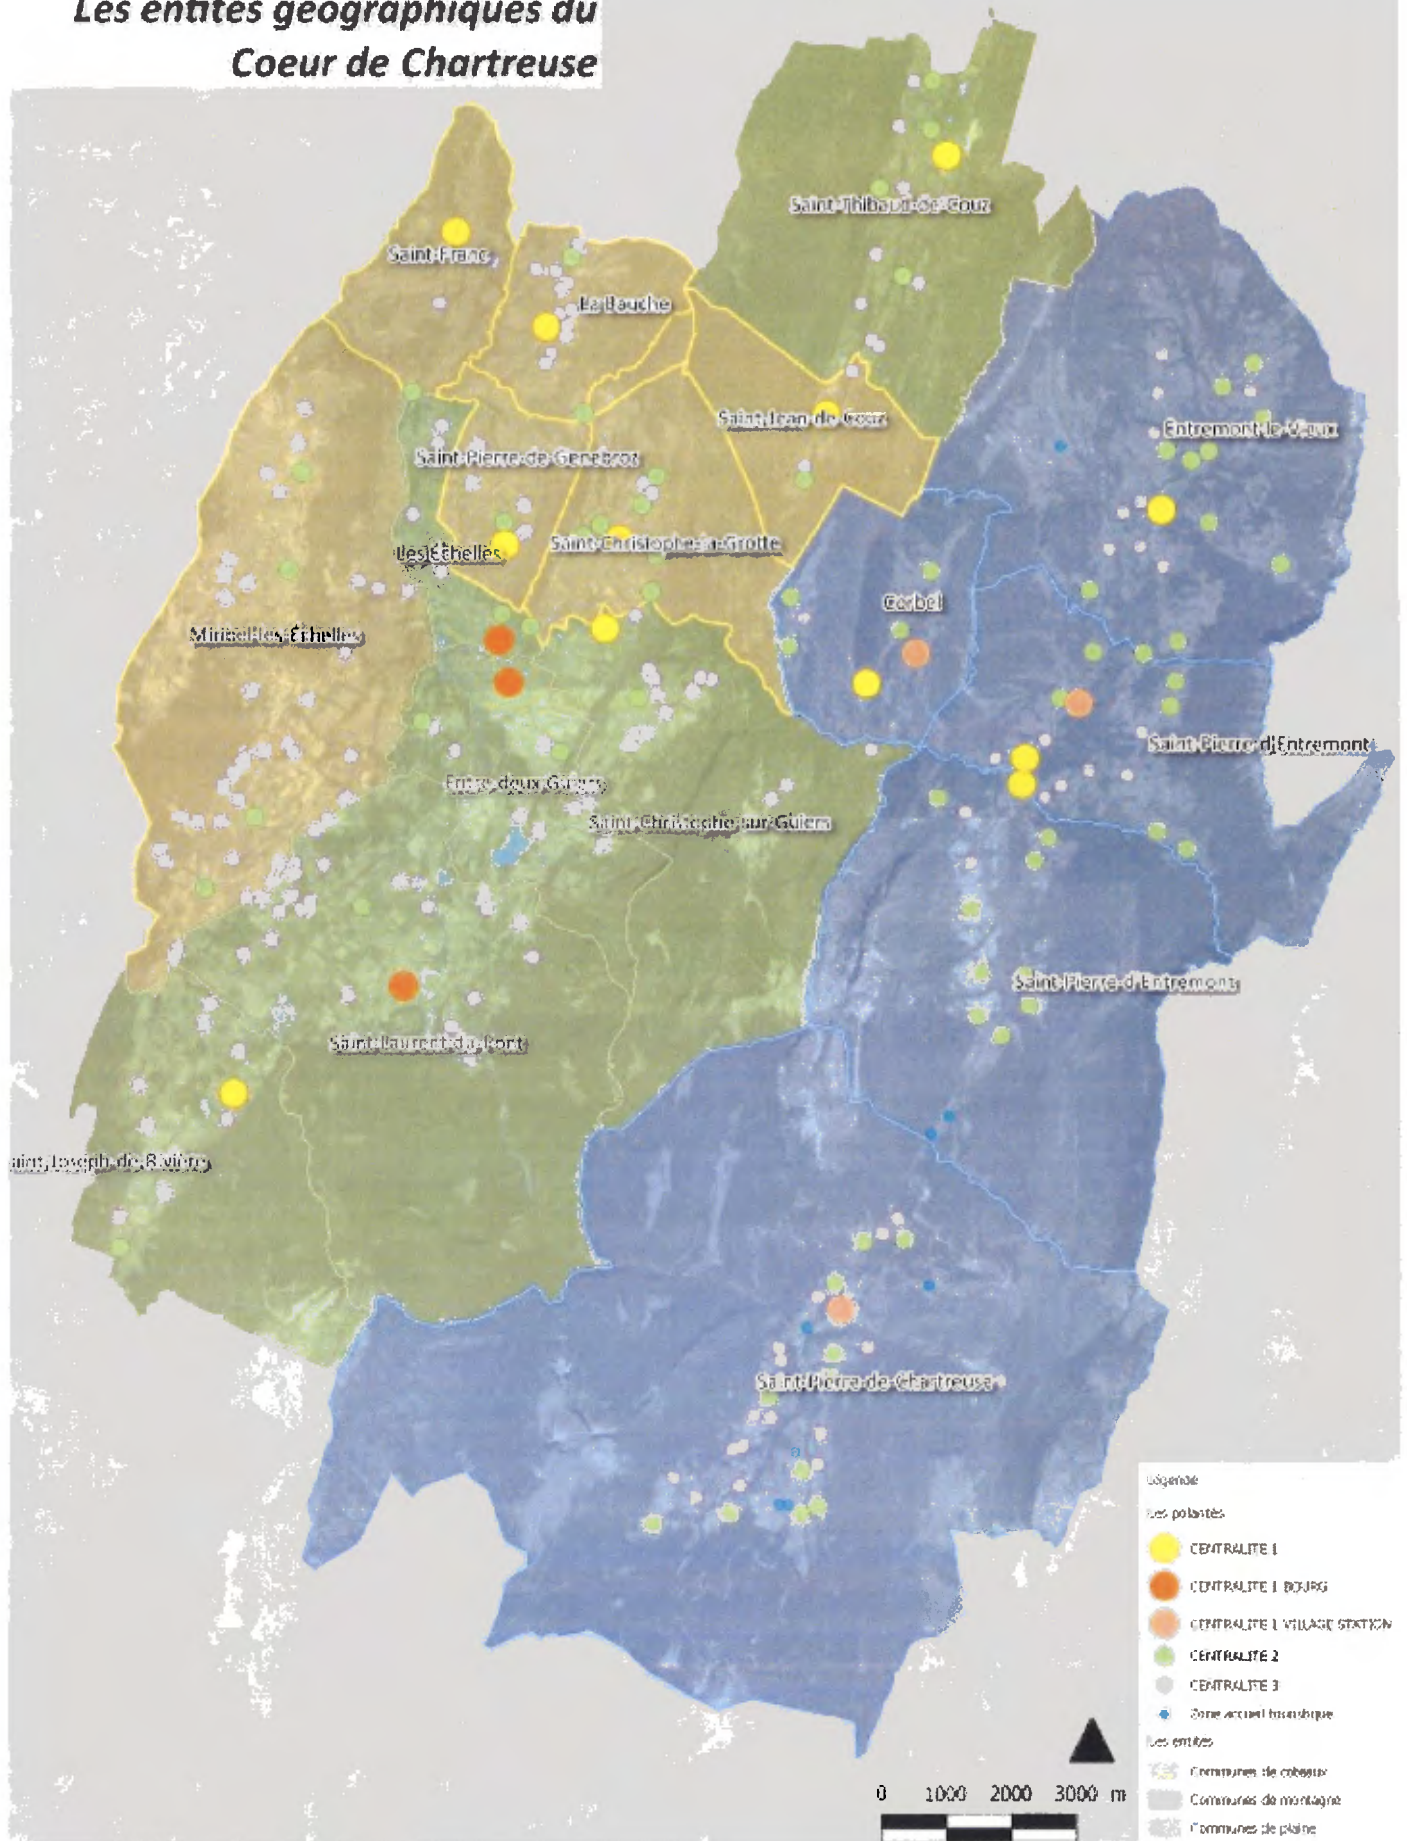 Les entités géographiques du
Coeur de Chartreuse
Saint-Thibaud-de-Couz
Saint-Franc
La Bauche
Saint-Jean-de-Couz
Entremont-le-Vieux
Saint-Pierre-de-Genebroz
Saint-Christophe-la-Grotte
Les Échelles
Corbel
Miribel-les-Échelles
Saint-Pierre-d'Entremont
Entre-deux-Guiers
Saint-Christophe-sur-Guiers
Saint-Pierre-d'Entremont
Saint-Laurent-du-Pont
aint-Joseph-de-Rivière
Saint-Pierre-de-Chartreuse
Légende
Les polarités
CENTRALITE 1
CENTRALITE 1 BOURG
CENTRALITE 1 VILLAGE STATION
CENTRALITE 2
CENTRALITE 3
Zone accueil touristique
Les entités
Communes de coteaux
Communes de montagne
Communes de plaine
0 1000 2000 3000 m